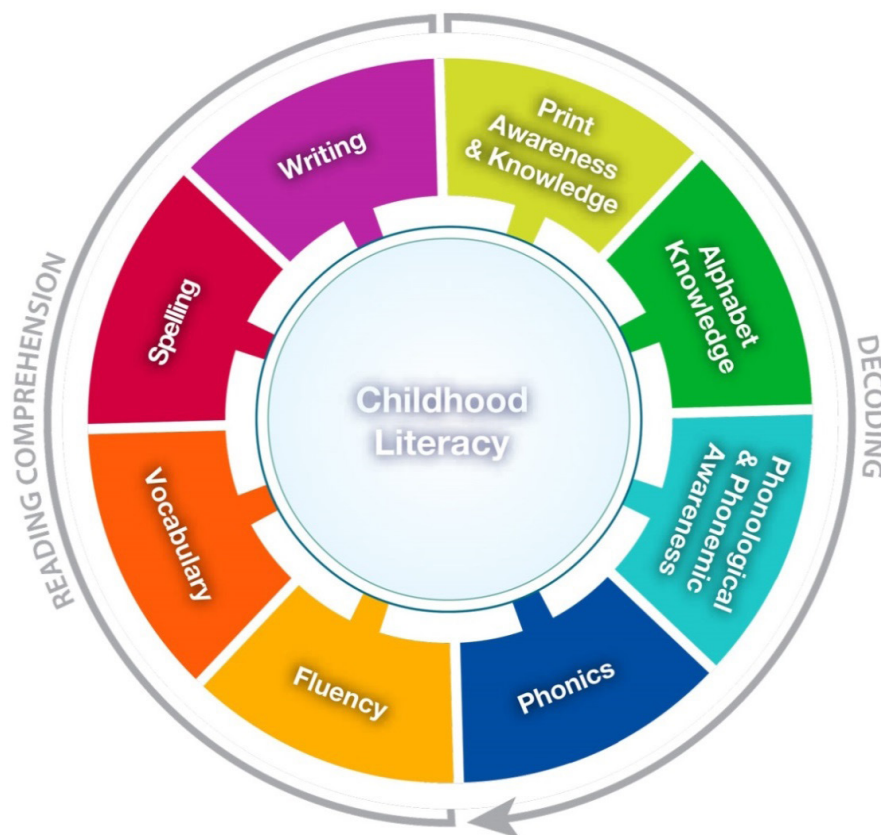 Childhood
Literacy
Print
Awareness
& Knowledge
Alphabet
Knowledge
Phonological
& Phonemic
Awareness
Phonics
Fluency
Vocabulary
Spelling
Writing
DECODING
READING COMPREHENSION